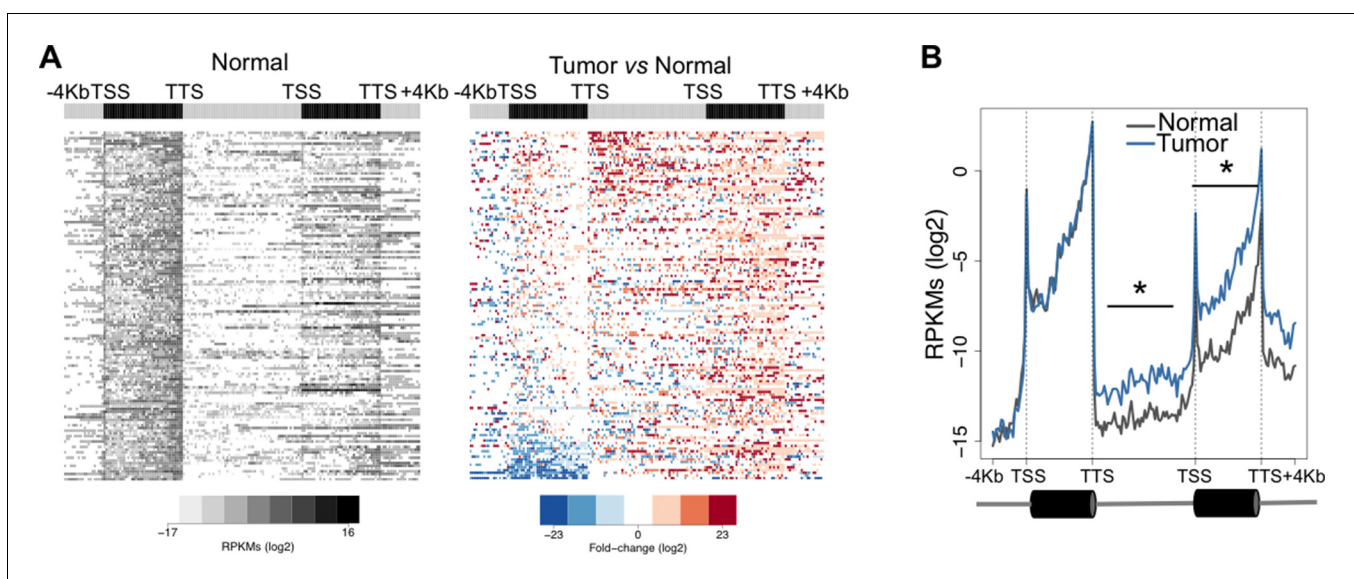 A
Normal
-4KbTSS TTS TSS TTS +4Kb
−17 16
RPKMs (log2)
Tumor vs Normal
-4KbTSS TTS TSS TTS +4Kb
−23 0 23
Fold−change (log2)
B
Normal
Tumor
*
*
RPKMs (log2)
0
−5
−10
−15
-4Kb TSS TTS TSS TTS+4Kb